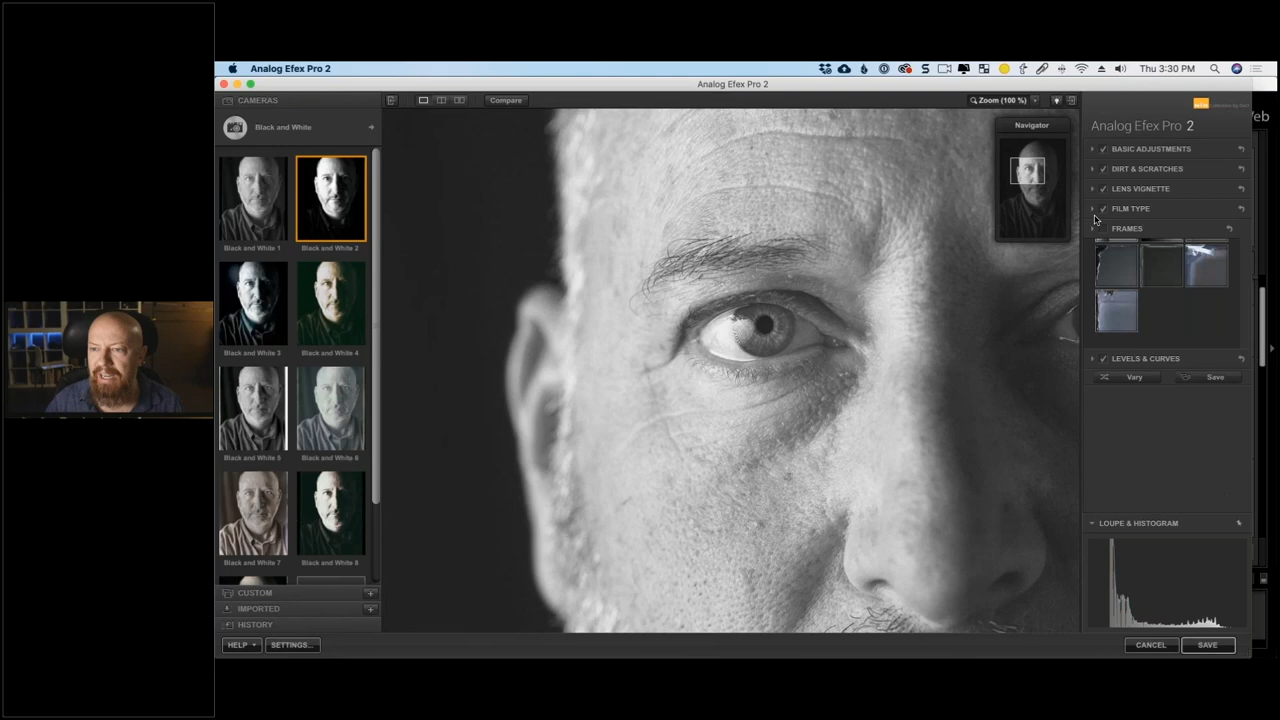 Analog Efex Pro 2
Thu 3:30 PM
Analog Efex Pro 2
CAMERAS
Compare
Zoom (100 %)
Black and White
Navigator
Analog Efex Pro 2
BASIC ADJUSTMENTS
DIRT & SCRATCHES
LENS VIGNETTE
FILM TYPE
FRAMES
LEVELS & CURVES
Vary
Save
Black and White 1
Black and White 2
Black and White 3
Black and White 4
Black and White 5
Black and White 6
Black and White 7
Black and White 8
LOUPE & HISTOGRAM
CUSTOM
IMPORTED
HISTORY
HELP
SETTINGS...
CANCEL
SAVE